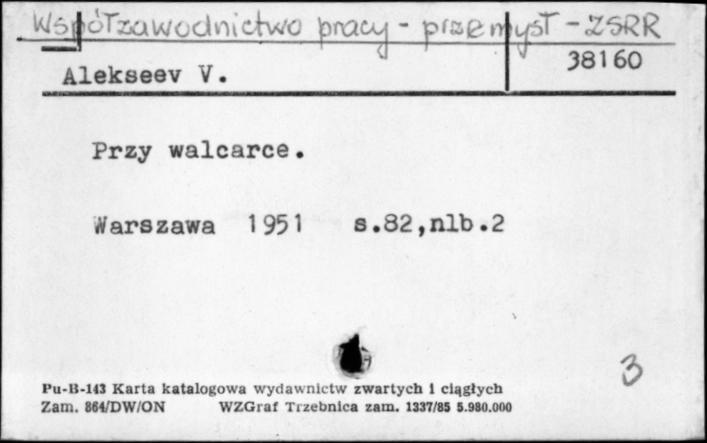 Współzawodnictwo pracy - przemysł - ZSRR
38160
Alekseev V.
Przy walcarce.
Warszawa 1951 s.82,nlb.2
3
Pu-B-143 Karta katalogowa wydawnictw zwartych i ciągłych
Zam. 864/DW/ON WZGraf Trzebnica zam. 1337/85 5.980.000